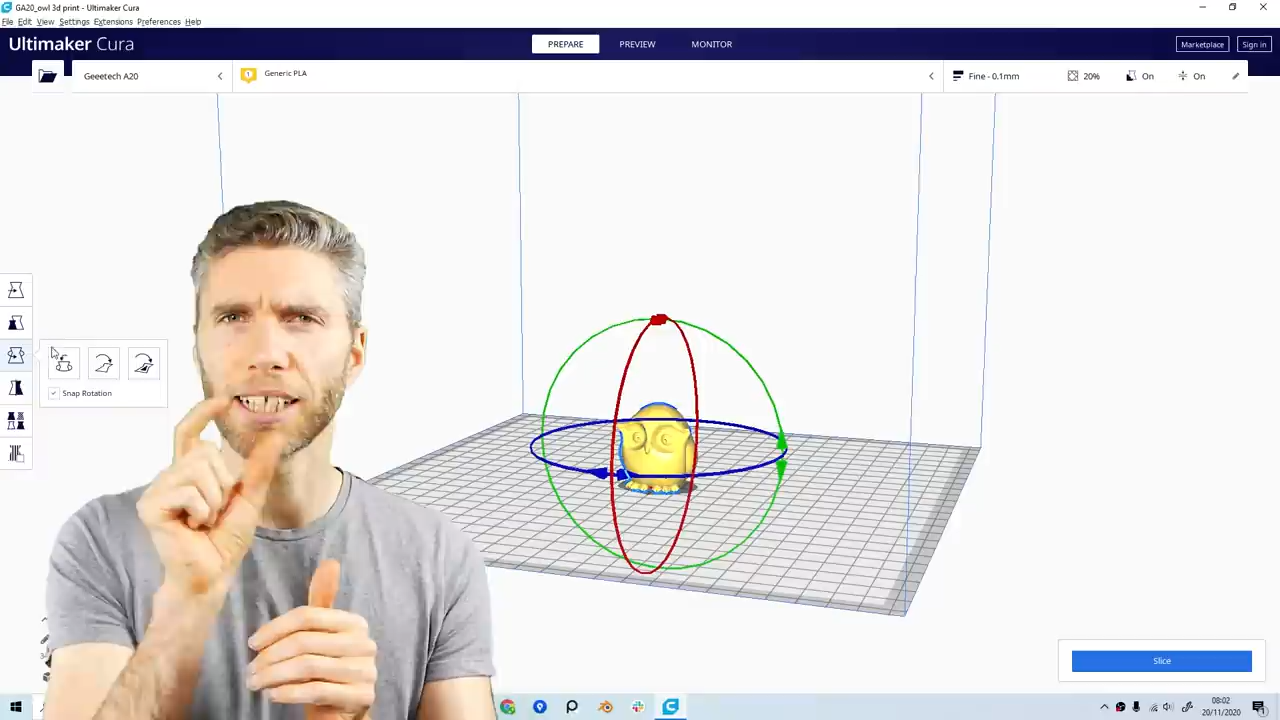 GA20_owl 3d print - Ultimaker Cura
File Edit View Settings Extensions Preferences Help
Ultimaker Cura
PREPARE
PREVIEW
MONITOR
Marketplace
Sign in
Geeetech A20
1
Generic PLA
Fine - 0.1mm
20%
On
On
Snap Rotation
Slice
08:02
20/11/2020